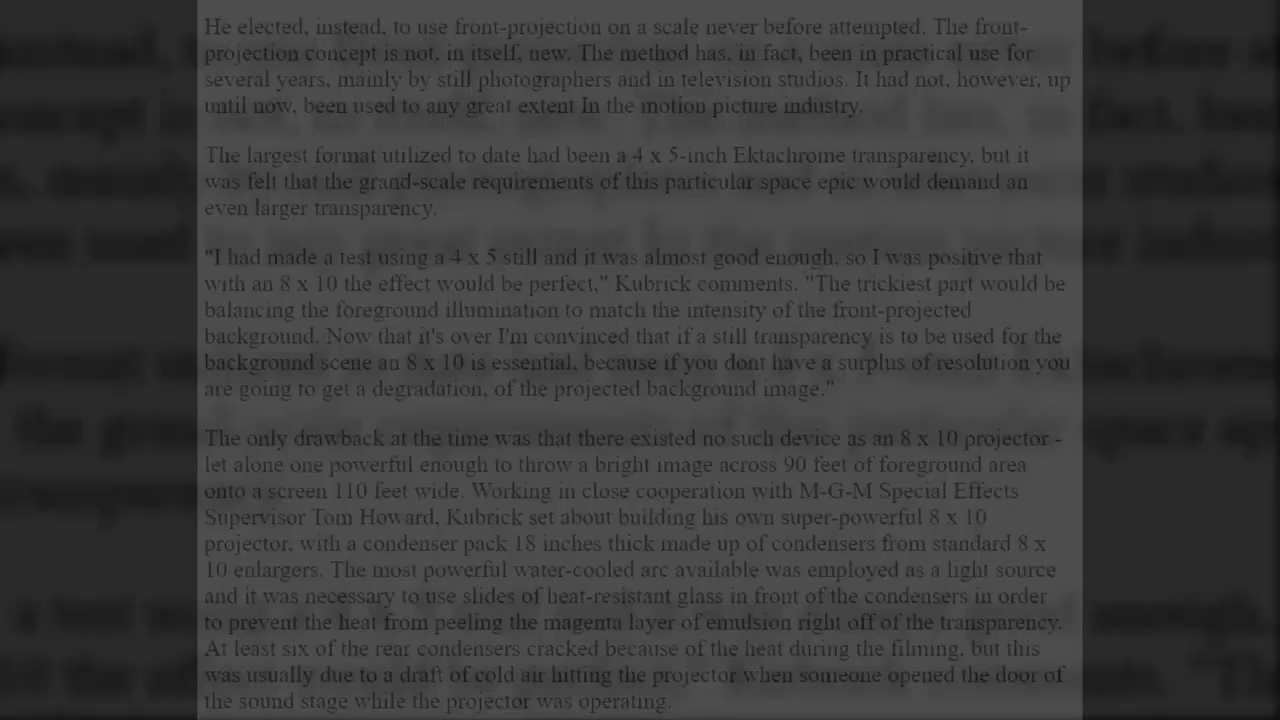 He elected, instead, to use front-projection on a scale never before attempted. The front-
projection concept is not, in itself, new. The method has, in fact, been in practical use for
several years, mainly by still photographers and in television studios. It had not, however, up
until now, been used to any great extent In the motion picture industry.
The largest format utilized to date had been a 4 x 5-inch Ektachrome transparency, but it
was felt that the grand-scale requirements of this particular space epic would demand an
even larger transparency.
"I had made a test using a 4 x 5 still and it was almost good enough, so I was positive that
with an 8 x 10 the effect would be perfect," Kubrick comments. "The trickiest part would be
balancing the foreground illumination to match the intensity of the front-projected
background. Now that it's over I'm convinced that if a still transparency is to be used for the
background scene an 8 x 10 is essential, because if you dont have a surplus of resolution you
are going to get a degradation, of the projected background image."
The only drawback at the time was that there existed no such device as an 8 x 10 projector -
let alone one powerful enough to throw a bright image across 90 feet of foreground area
onto a screen 110 feet wide. Working in close cooperation with M-G-M Special Effects
Supervisor Tom Howard, Kubrick set about building his own super-powerful 8 x 10
projector, with a condenser pack 18 inches thick made up of condensers from standard 8 x
10 enlargers. The most powerful water-cooled arc available was employed as a light source
and it was necessary to use slides of heat-resistant glass in front of the condensers in order
to prevent the heat from peeling the magenta layer of emulsion right off of the transparency.
At least six of the rear condensers cracked because of the heat during the filming, but this
was usually due to a draft of cold air hitting the projector when someone opened the door of
the sound stage while the projector was operating.